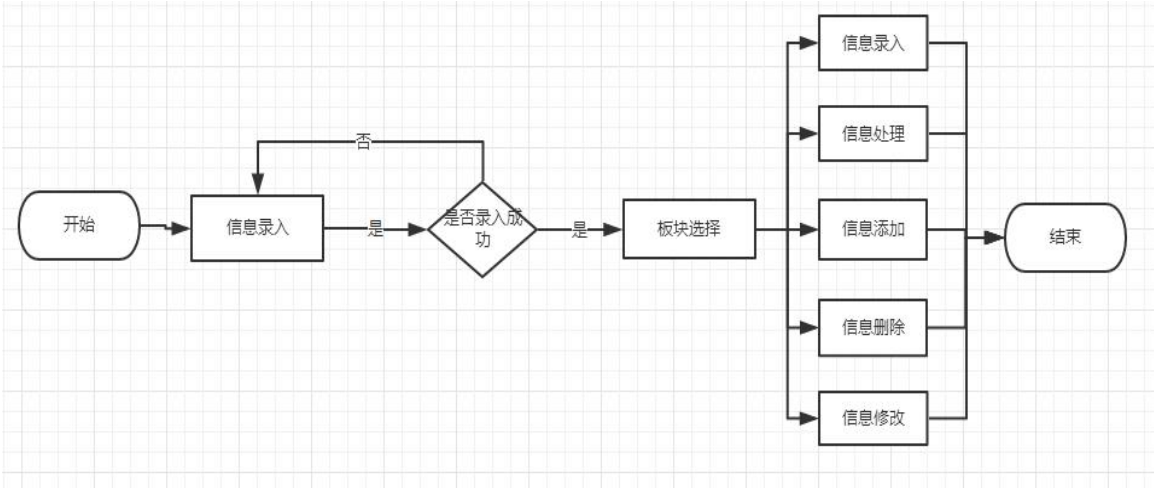 开始
信息录入
否
是
是否录入成
功
是
板块选择
信息录入
信息处理
信息添加
信息删除
信息修改
结束